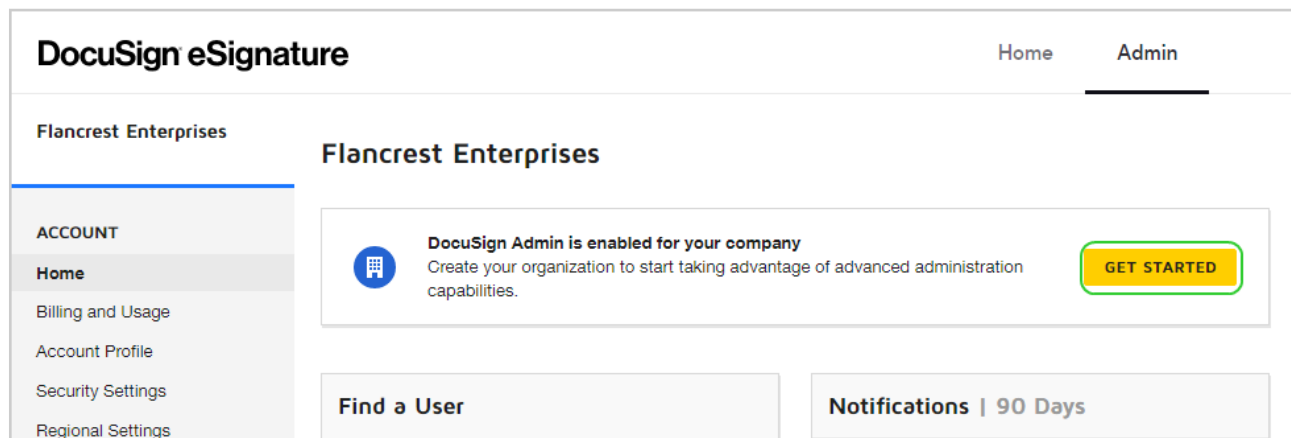 DocuSign eSignature
Home
Admin
Flancrest Enterprises
ACCOUNT
Home
Billing and Usage
Account Profile
Security Settings
Regional Settings
Flancrest Enterprises
DocuSign Admin is enabled for your company
Create your organization to start taking advantage of advanced administration
capabilities.
GET STARTED
Find a User
Notifications | 90 Days